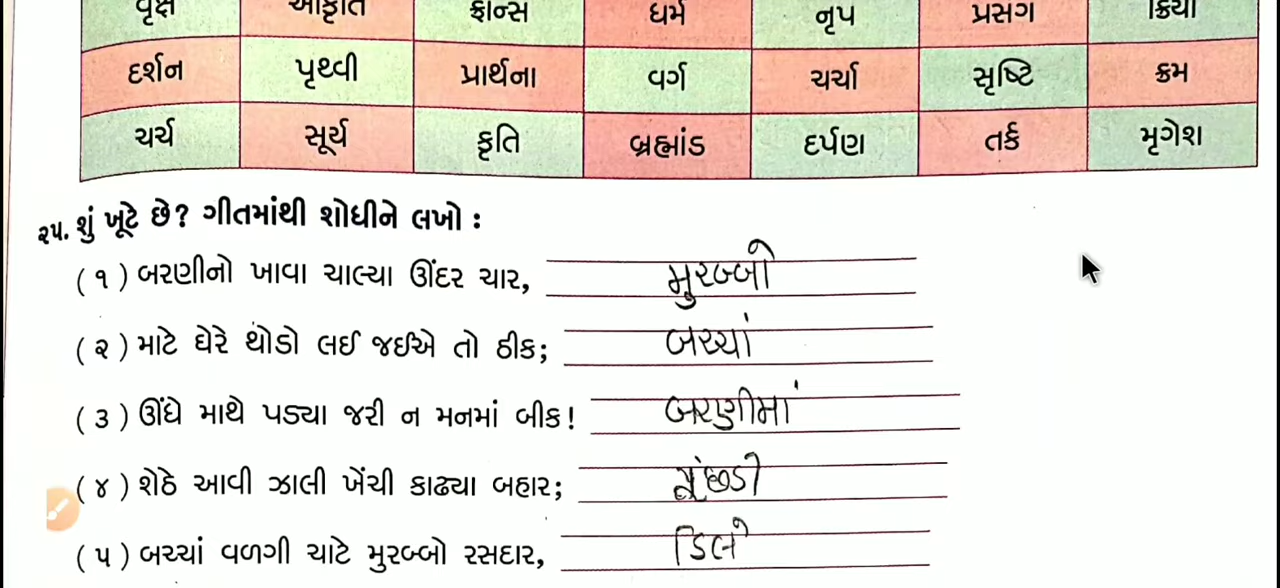 વૃક્ષ આકૃતિ ફ્રાન્સ ધર્મ નૃપ પ્રસંગ ક્રિયા
દર્શન પૃથ્વી પ્રાર્થના વર્ગ ચર્ચા સૃષ્ટિ ક્રમ
ચર્ચ સૂર્ય કૃતિ બ્રહ્માંડ દર્પણ તર્ક મૃગેશ
૨૫. શું ખૂટે છે? ગીતમાંથી શોધીને લખો :
(૧) બરણીનો ખાવા ચાલ્યા ઊંદર ચાર, મુરબ્બો
(૨) માટે ઘેરે થોડો લઈ જઈએ તો ઠીક; બચ્ચાં
(૩) ઊંધે માથે પડ્યા જરી ન મનમાં બીક! બરણીમાં
(૪) શેઠે આવી ઝાલી ખેંચી કાઢ્યા બહાર; પૂંછડી
(૫) બચ્ચાં વળગી ચાટે મુરબ્બો રસદાર, ડિલે